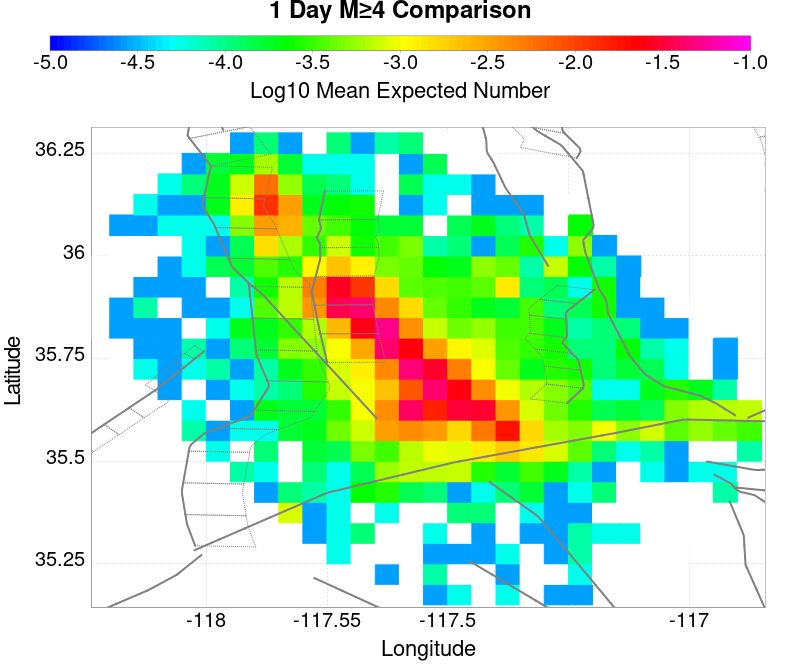 1 Day M≥4 Comparison
-5.0 -4.5 -4.0 -3.5 -3.0 -2.5 -2.0 -1.5 -1.0
Log10 Mean Expected Number
36.25
36
35.75
35.5
35.25
Latitude
-118 -117.55 -117.5 -117
Longitude